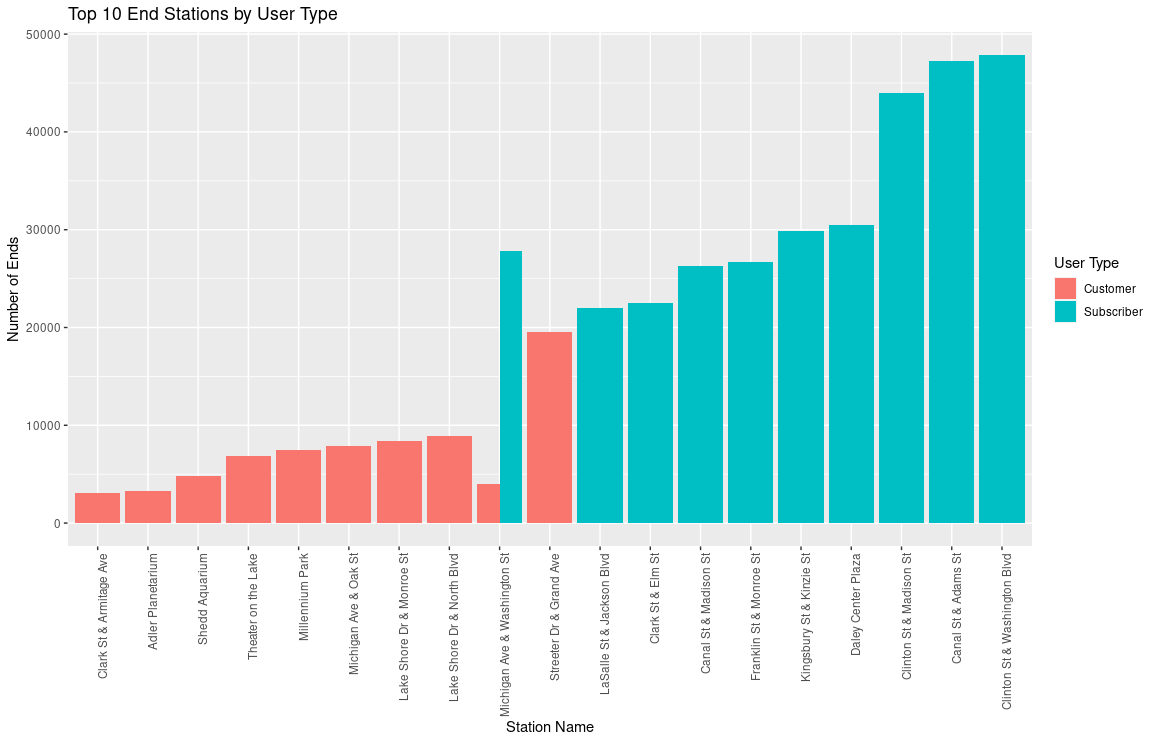 Top 10 End Stations by User Type
50000
40000
30000
20000
10000
0
Number of Ends
Clark St & Armitage Ave
Adler Planetarium
Shedd Aquarium
Theater on the Lake
Millennium Park
Michigan Ave & Oak St
Lake Shore Dr & Monroe St
Lake Shore Dr & North Blvd
Michigan Ave & Washington St
Streeter Dr & Grand Ave
LaSalle St & Jackson Blvd
Clark St & Elm St
Canal St & Madison St
Franklin St & Monroe St
Kingsbury St & Kinzie St
Daley Center Plaza
Clinton St & Madison St
Canal St & Adams St
Clinton St & Washington Blvd
Station Name
User Type
Customer
Subscriber